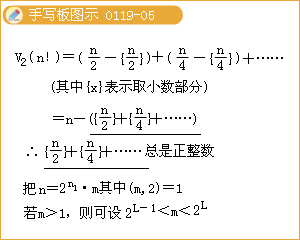 手写板图示 0119-05
V₂(n!)=(n/2-{n/2})+(n/4-{n/4})+……
(其中{x}表示取小数部分)
=n-({n/2}+{n/4}+……)
∴{n/2}+{n/4}+……总是正整数
把n=2^n₁·m其中(m,2)=1
若m>1，则可设2^L-1<m<2^L